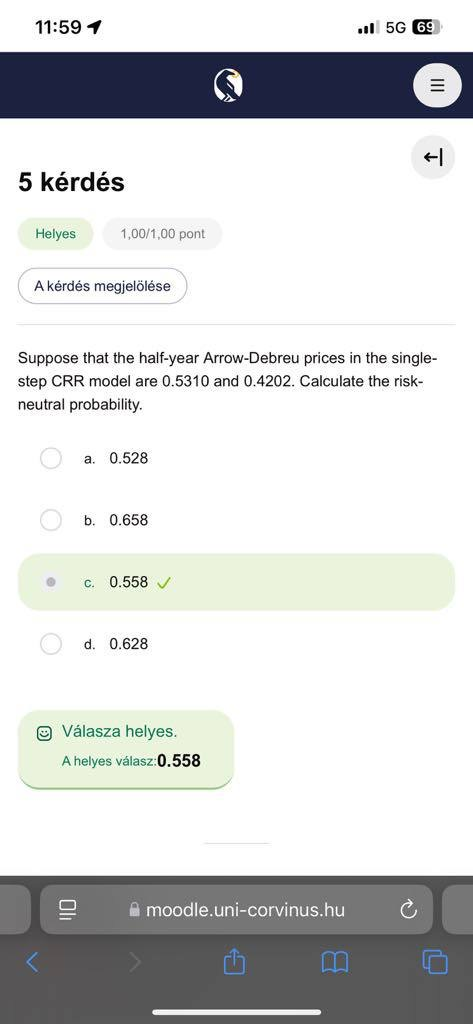 11:59
5G 69
5 kérdés
Helyes
1,00/1,00 pont
A kérdés megjelölése
Suppose that the half-year Arrow-Debreu prices in the single-
step CRR model are 0.5310 and 0.4202. Calculate the risk-
neutral probability.
a. 0.528
b. 0.658
c. 0.558
d. 0.628
Válasza helyes.
A helyes válasz:0.558
moodle.uni-corvinus.hu